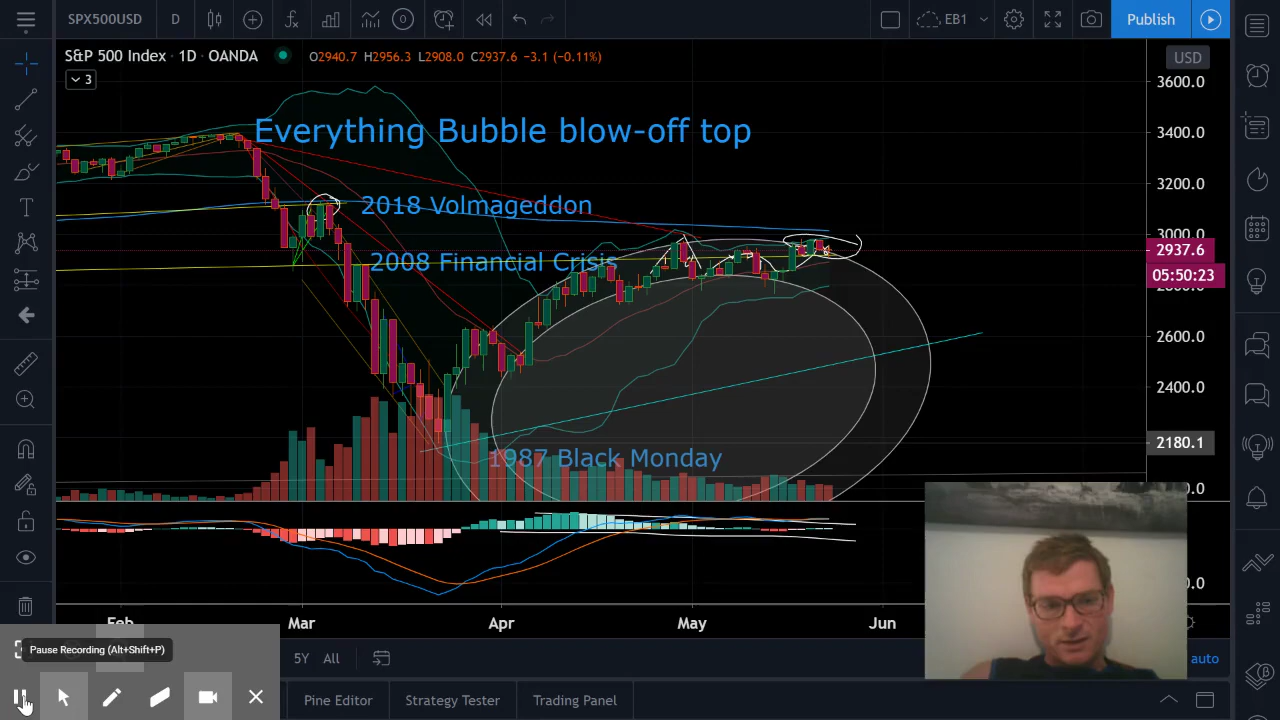 SPX500USD D 0 EB1 Publish
S&P 500 Index · 1D · OANDA O2940.7 H2956.3 L2908.0 C2937.6 −3.1 (−0.11%) USD
3
3600.0
Everything Bubble blow-off top
3400.0
3200.0
2018 Volmageddon
3000.0
2937.6
2008 Financial Crisis
05:50:23
2600.0
2400.0
2180.1
1987 Black Monday
Feb Mar Apr May Jun
Pause Recording (Alt+Shift+P)
5Y All auto
Pine Editor Strategy Tester Trading Panel